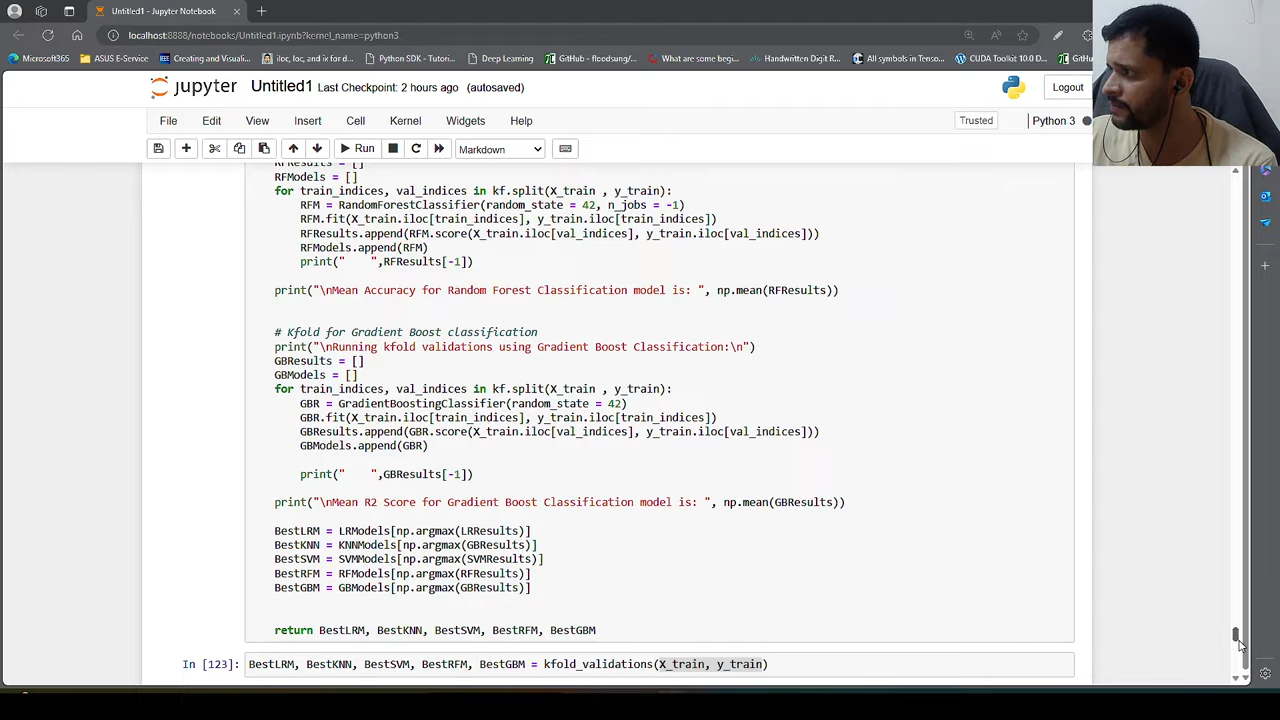 Untitled1 - Jupyter Notebook
localhost:8888/notebooks/Untitled1.ipynb?kernel_name=python3
Microsoft365
ASUS E-Service
Creating and Visuali...
iloc, loc, and ix for d...
Python SDK - Tutori...
Deep Learning
GitHub - floodsung/...
What are some begi...
Handwritten Digit R...
All symbols in Tenso...
CUDA Toolkit 10.0 D...
GitH
jupyter Untitled1 Last Checkpoint: 2 hours ago (autosaved)
Logout
File Edit View Insert Cell Kernel Widgets Help
Trusted
Python 3
Run
Markdown
RFResults = []
RFModels = []
for train_indices, val_indices in kf.split(X_train , y_train):
RFM = RandomForestClassifier(random_state = 42, n_jobs = -1)
RFM.fit(X_train.iloc[train_indices], y_train.iloc[train_indices])
RFResults.append(RFM.score(X_train.iloc[val_indices], y_train.iloc[val_indices]))
RFModels.append(RFM)
print("    ",RFResults[-1])
print("\nMean Accuracy for Random Forest Classification model is: ", np.mean(RFResults))
# Kfold for Gradient Boost classification
print("\nRunning kfold validations using Gradient Boost Classification:\n")
GBResults = []
GBModels = []
for train_indices, val_indices in kf.split(X_train , y_train):
GBR = GradientBoostingClassifier(random_state = 42)
GBR.fit(X_train.iloc[train_indices], y_train.iloc[train_indices])
GBResults.append(GBR.score(X_train.iloc[val_indices], y_train.iloc[val_indices]))
GBModels.append(GBR)
print("    ",GBResults[-1])
print("\nMean R2 Score for Gradient Boost Classification model is: ", np.mean(GBResults))
BestLRM = LRModels[np.argmax(LRResults)]
BestKNN = KNNModels[np.argmax(GBResults)]
BestSVM = SVMModels[np.argmax(SVMResults)]
BestRFM = RFModels[np.argmax(RFResults)]
BestGBM = GBModels[np.argmax(GBResults)]
return BestLRM, BestKNN, BestSVM, BestRFM, BestGBM
In [123]: BestLRM, BestKNN, BestSVM, BestRFM, BestGBM = kfold_validations(X_train, y_train)